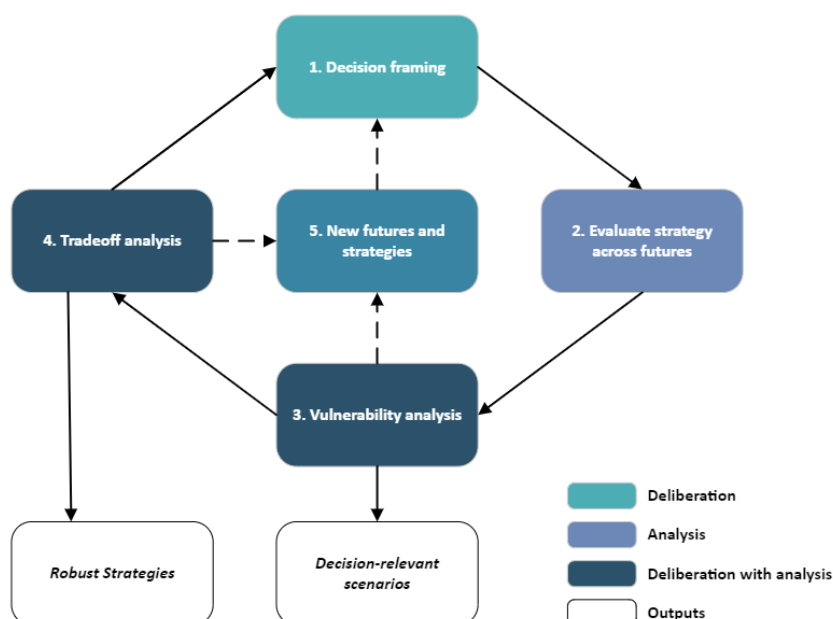 1. Decision framing
4. Tradeoff analysis
5. New futures and
strategies
2. Evaluate strategy
across futures
3. Vulnerability analysis
Robust Strategies
Decision-relevant
scenarios
Deliberation
Analysis
Deliberation with analysis
Outputs